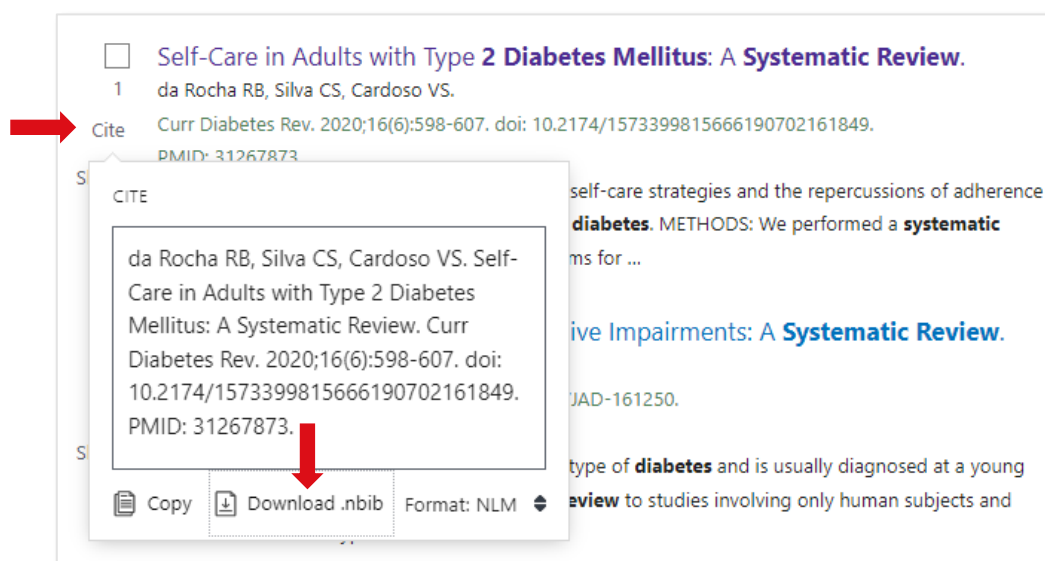 Self-Care in Adults with Type 2 Diabetes Mellitus: A Systematic Review.
1
da Rocha RB, Silva CS, Cardoso VS.
Cite
Curr Diabetes Rev. 2020;16(6):598-607. doi: 10.2174/1573399815666190702161849.
PMID: 31267873
CITE
da Rocha RB, Silva CS, Cardoso VS. Self-
Care in Adults with Type 2 Diabetes
Mellitus: A Systematic Review. Curr
Diabetes Rev. 2020;16(6):598-607. doi:
10.2174/1573399815666190702161849.
PMID: 31267873.
Copy
Download .nbib
Format: NLM
self-care strategies and the repercussions of adherence
diabetes. METHODS: We performed a systematic
ms for ...
ive Impairments: A Systematic Review.
JAD-161250.
type of diabetes and is usually diagnosed at a young
eview to studies involving only human subjects and